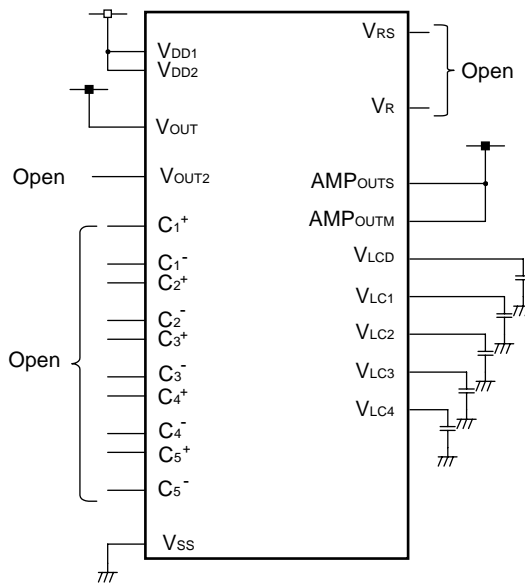 VDD1
VDD2
VOUT
Open
VOUT2
C1+
C1-
C2+
C2-
C3+
Open
C3-
C4+
C4-
C5+
C5-
VSS
VRS
Open
VR
AMPOUTS
AMPOUTM
VLCD
VLC1
VLC2
VLC3
VLC4